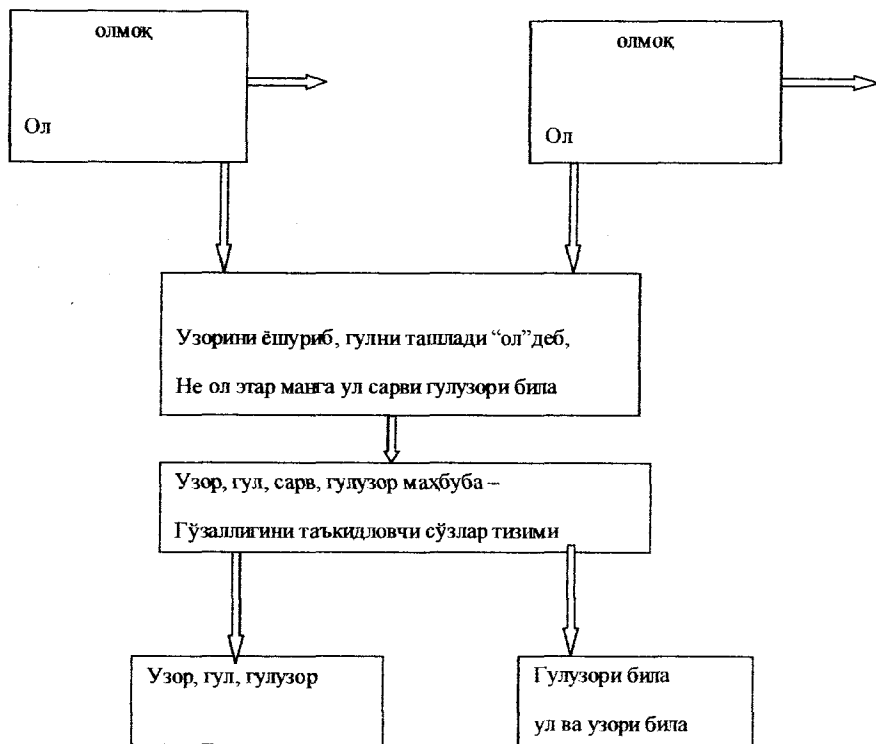 олмоқ
Ол
олмоқ
Ол
Узорини ёшуриб, гулни ташлади “ол”деб,
Не ол этар манга ул сарви гулузори била
Узор, гул, сарв, гулузор маҳбуба –
Гўзаллигини таъкидловчи сўзлар тизими
Узор, гул, гулузор
Гулузори била
ул ва узори била